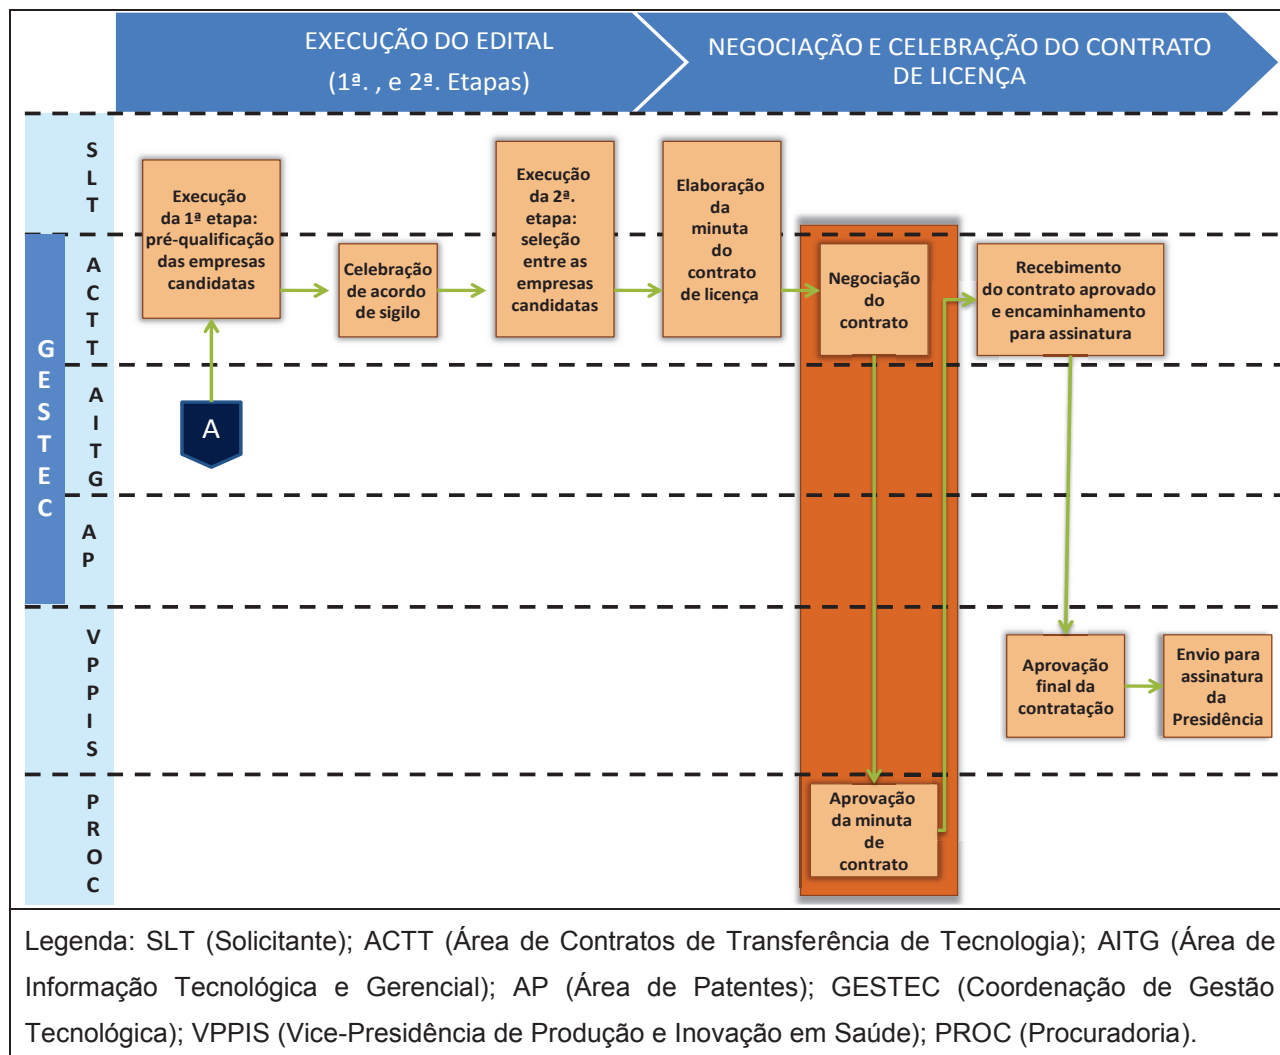 EXECUÇÃO DO EDITAL
(1ª. , e 2ª. Etapas)
NEGOCIAÇÃO E CELEBRAÇÃO DO CONTRATO
DE LICENÇA
S
L
T
GESTEC
A
C
T
T
A
I
T
G
A
P
V
P
P
I
S
P
R
O
C
Execução
da 1ª etapa:
pré-qualificação
das empresas
candidatas
A
Celebração
de acordo
de sigilo
Execução
da 2ª.
etapa:
seleção
entre as
empresas
candidatas
Elaboração
da
minuta
do
contrato
de licença
Negociação
do
contrato
Recebimento
do contrato aprovado
e encaminhamento
para assinatura
Aprovação
final da
contratação
Envio para
assinatura
da
Presidência
Aprovação
da minuta
de
contrato
Legenda: SLT (Solicitante); ACTT (Área de Contratos de Transferência de Tecnologia); AITG (Área de
Informação Tecnológica e Gerencial); AP (Área de Patentes); GESTEC (Coordenação de Gestão
Tecnológica); VPPIS (Vice-Presidência de Produção e Inovação em Saúde); PROC (Procuradoria).